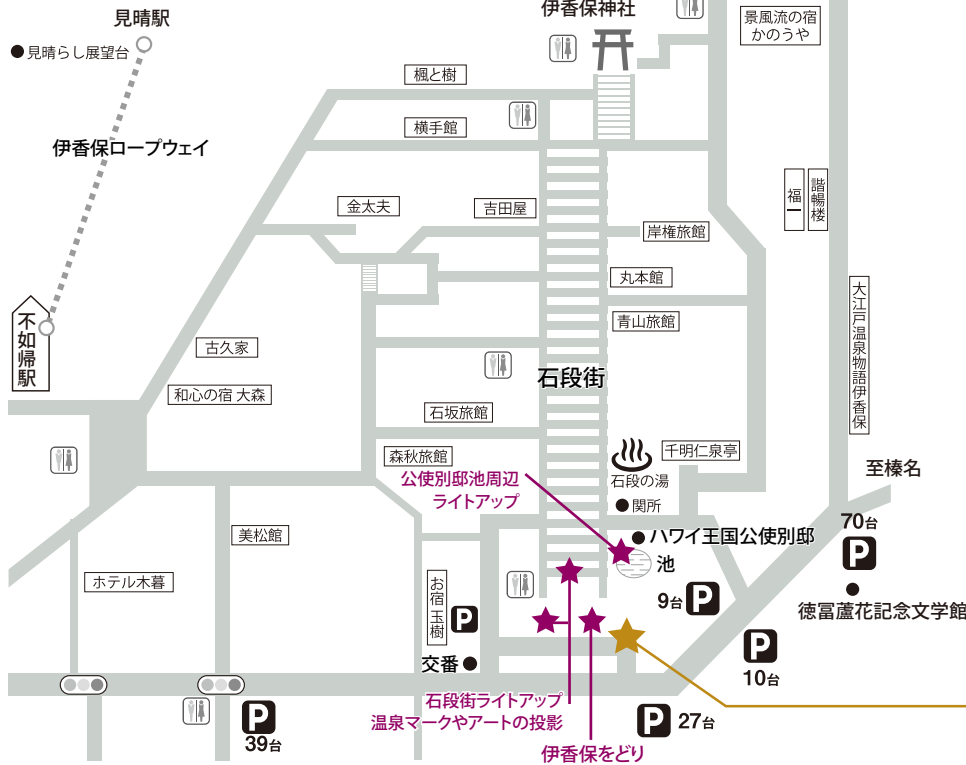 見晴駅
見晴らし展望台
伊香保神社
景風流の宿
かのうや
楓と樹
横手館
伊香保ロープウェイ
金太夫
吉田屋
福一
諧暢楼
岸権旅館
丸本館
青山旅館
大江戸温泉物語伊香保
不如帰駅
古久家
和心の宿 大森
石段街
石坂旅館
森秋旅館
千明仁泉亭
石段の湯
公使別邸池周辺
ライトアップ
関所
至榛名
ハワイ王国公使別邸
池
70台
P
美松館
ホテル木暮
お宿 玉樹
P
9台 P
徳冨蘆花記念文学館
交番
P
10台
石段街ライトアップ
温泉マークやアートの投影
P
39台
P 27台
伊香保をどり